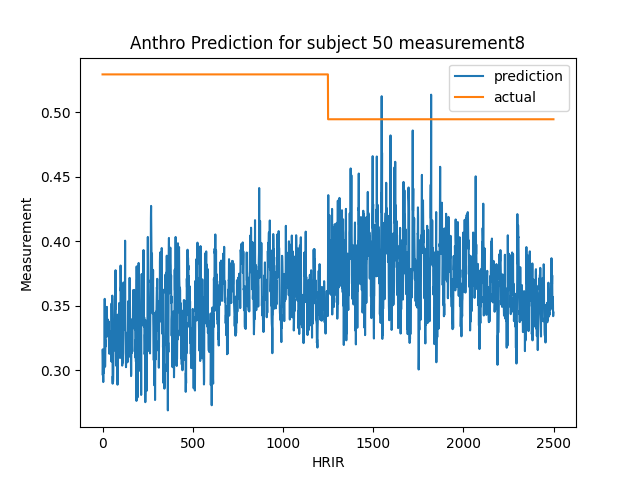 Anthro Prediction for subject 50 measurement8
prediction
actual
Measurement
0.50
0.45
0.40
0.35
0.30
0
500
1000
1500
2000
2500
HRIR